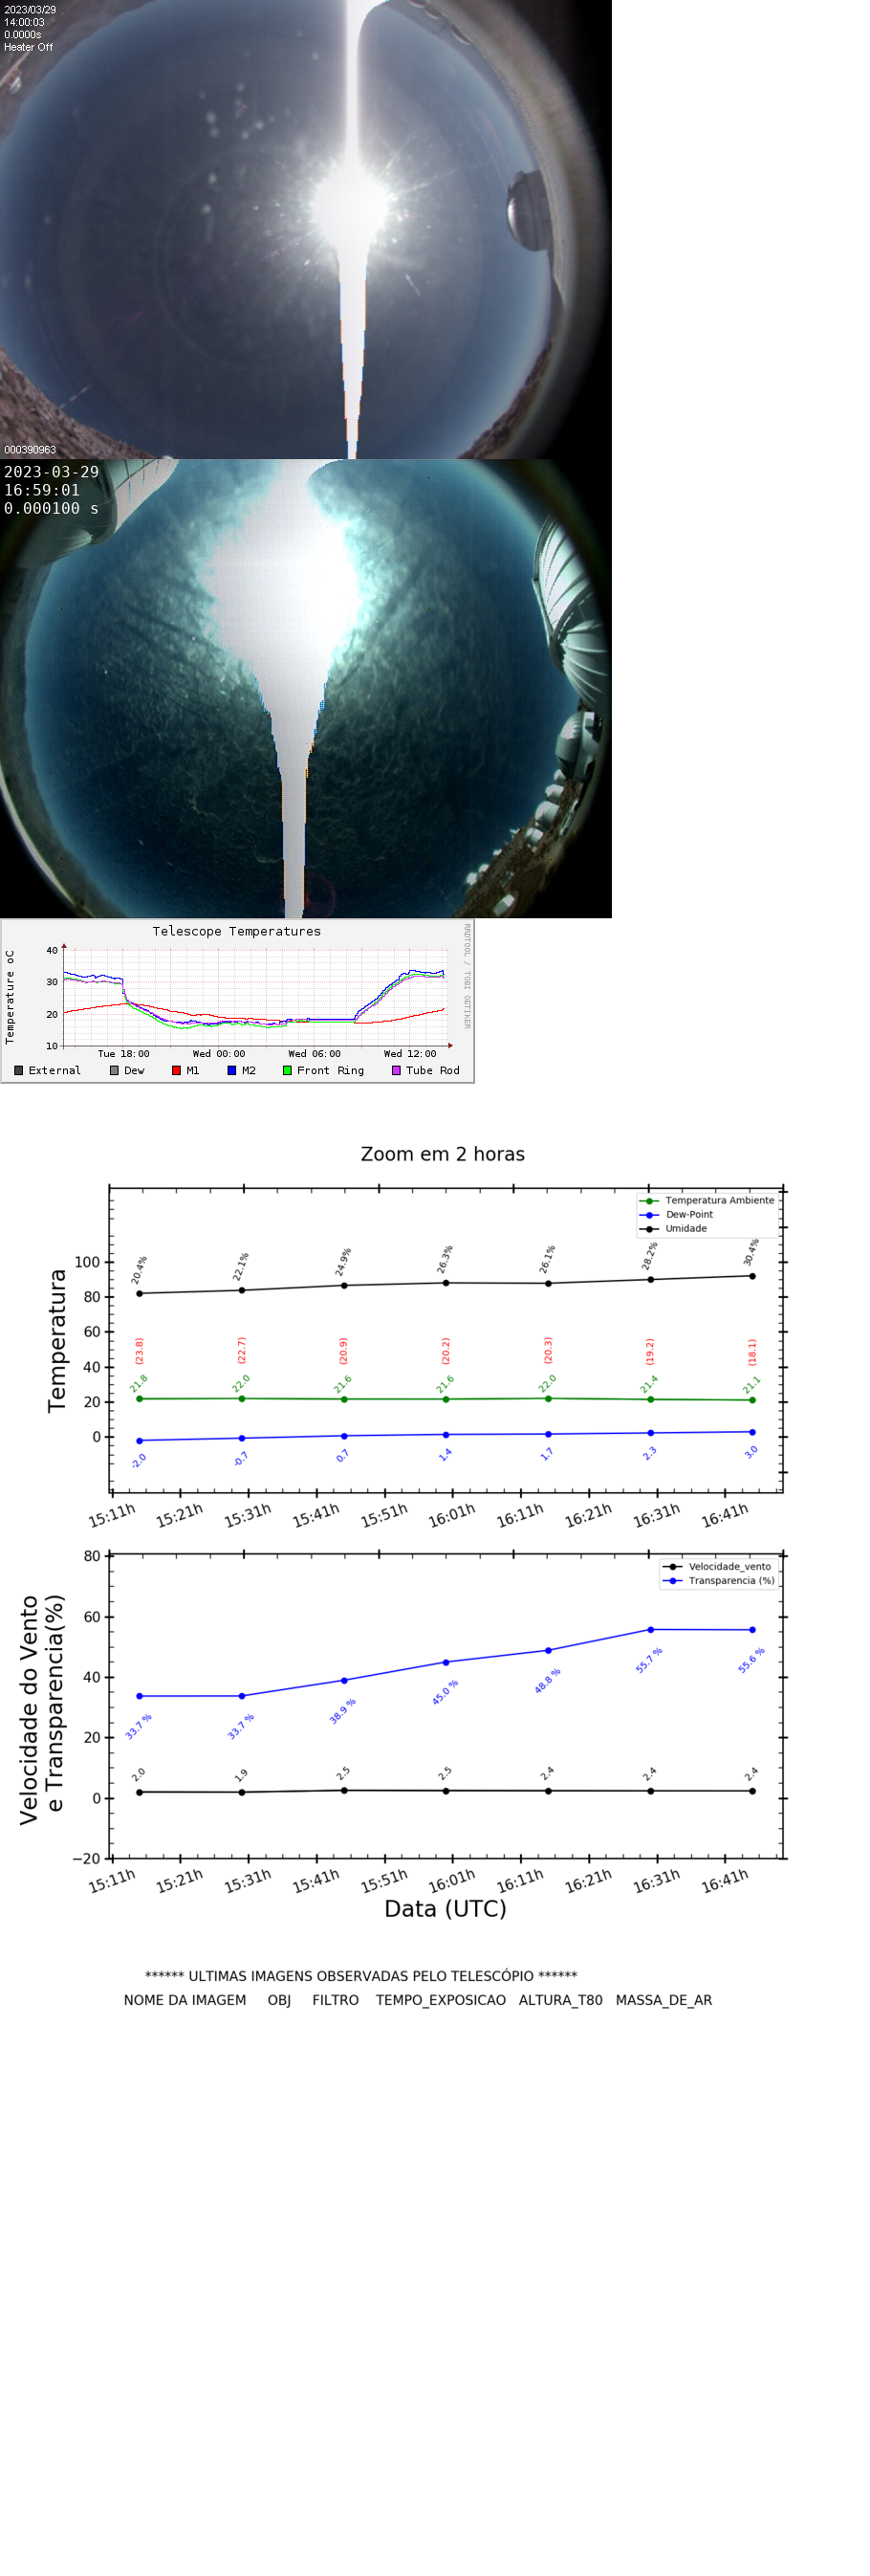 2023/03/29
14:00:03
0.0000s
Heater Off
000390963
2023-03-29
16:59:01
0.000100 s
Telescope Temperatures
RRDTOOL / TOBI OETIKER
Temperature oC
40
30
20
10
Tue 18:00 Wed 00:00 Wed 06:00 Wed 12:00
External Dew M1 M2 Front Ring Tube Rod
Zoom em 2 horas
Temperatura Ambiente
Dew-Point
Umidade
Temperatura
100
80
60
40
20
0
20.4% 22.1% 24.9% 26.3% 26.1% 28.2% 30.4%
(23.8) (22.7) (20.9) (20.2) (20.3) (19.2) (18.1)
21.8 22.0 21.6 21.6 22.0 21.4 21.1
-2.0 -0.7 0.7 1.4 1.7 2.3 3.0
15:11h 15:21h 15:31h 15:41h 15:51h 16:01h 16:11h 16:21h 16:31h 16:41h
Velocidade_vento
Transparencia (%)
Velocidade do Vento
e Transparencia(%)
80
60
40
20
0
−20
33.7 % 33.7 % 38.9 % 45.0 % 48.8 % 55.7 % 55.6 %
2.0 1.9 2.5 2.5 2.4 2.4 2.4
15:11h 15:21h 15:31h 15:41h 15:51h 16:01h 16:11h 16:21h 16:31h 16:41h
Data (UTC)
****** ULTIMAS IMAGENS OBSERVADAS PELO TELESCÓPIO ******
NOME DA IMAGEM OBJ FILTRO TEMPO_EXPOSICAO ALTURA_T80 MASSA_DE_AR